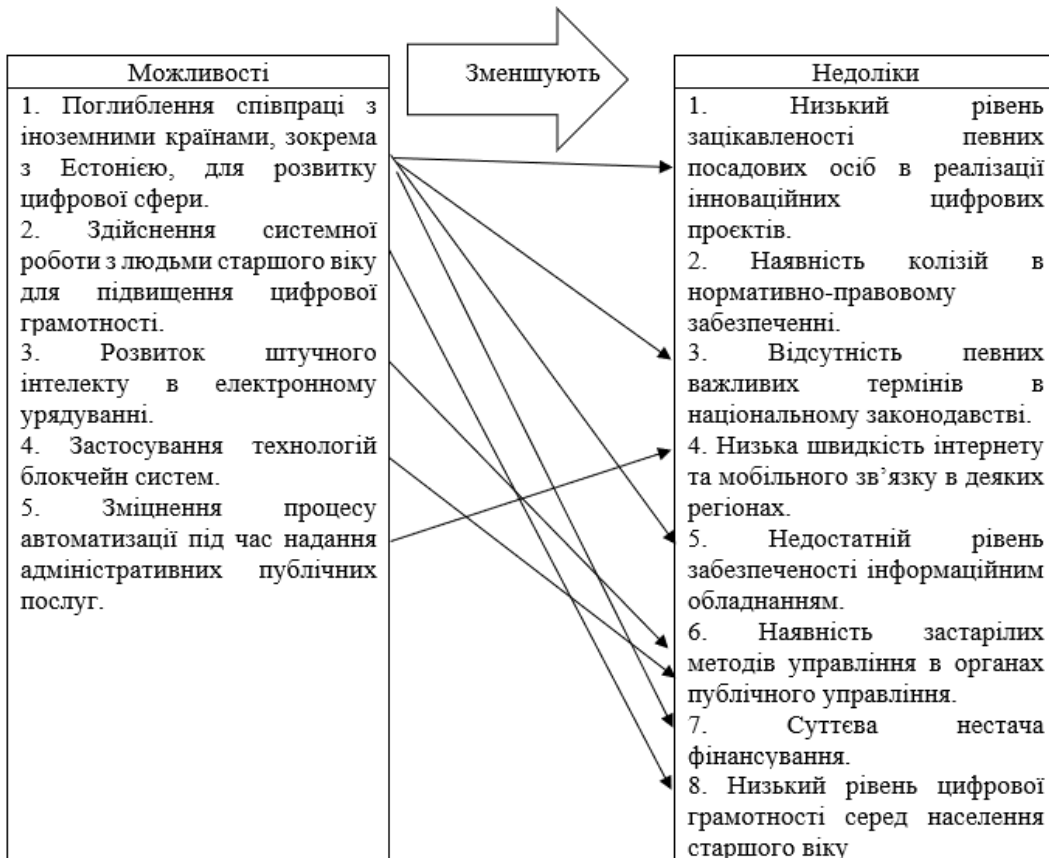 Зменшують
Можливості
1. Поглиблення співпраці з
іноземними країнами, зокрема
з Естонією, для розвитку
цифрової сфери.
2. Здійснення системної
роботи з людьми старшого віку
для підвищення цифрової
грамотності.
3. Розвиток штучного
інтелекту в електронному
урядуванні.
4. Застосування технологій
блокчейн систем.
5. Зміцнення процесу
автоматизації під час надання
адміністративних публічних
послуг.
Недоліки
1. Низький рівень
зацікавленості певних
посадових осіб в реалізації
інноваційних цифрових
проєктів.
2. Наявність колізій в
нормативно-правовому
забезпеченні.
3. Відсутність певних
важливих термінів в
національному законодавстві.
4. Низька швидкість інтернету
та мобільного зв’язку в деяких
регіонах.
5. Недостатній рівень
забезпеченості інформаційним
обладнанням.
6. Наявність застарілих
методів управління в органах
публічного управління.
7. Суттєва нестача
фінансування.
8. Низький рівень цифрової
грамотності серед населення
старшого віку